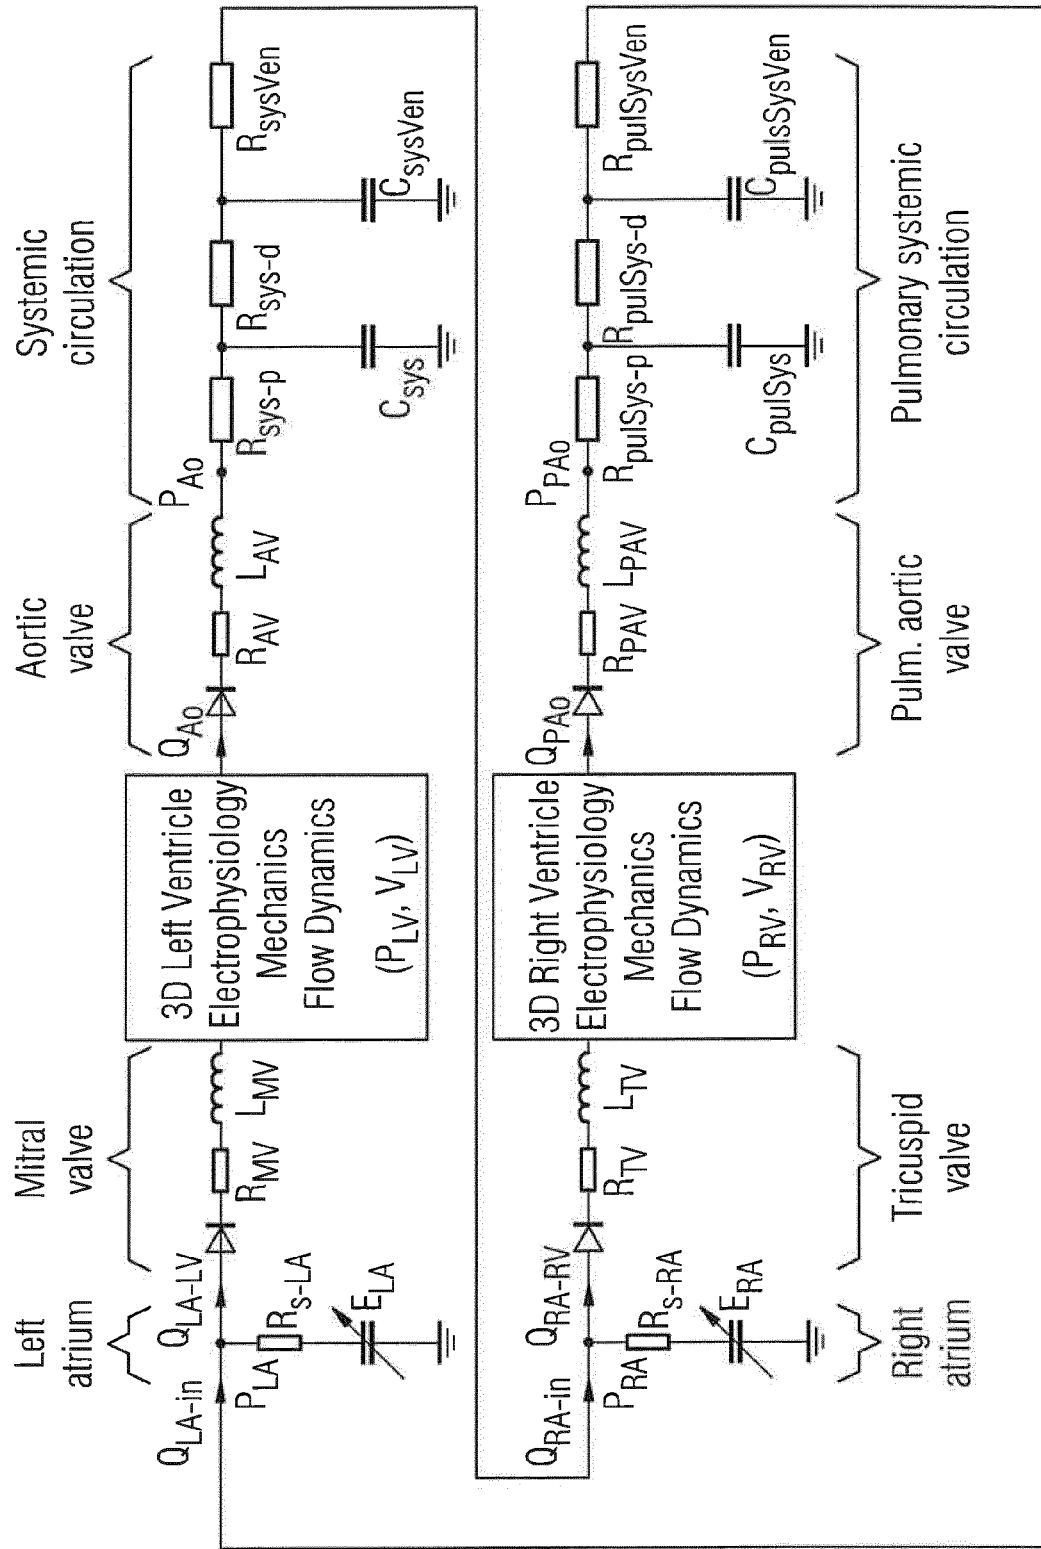 Left
atrium
Mitral
valve
Aortic
valve
Systemic
circulation
Q_LA-in
P_LA
Q_LA-LV
R_s-LA
E_LA
R_MV
L_MV
3D Left Ventricle
Electrophysiology
Mechanics
Flow Dynamics
(P_LV, V_LV)
Q_Ao
R_AV
L_AV
P_Ao
R_sys-p
C_sys
R_sys-d
C_sysVen
R_sysVen
Q_RA-in
P_RA
Q_RA-RV
R_s-RA
E_RA
R_TV
L_TV
3D Right Ventricle
Electrophysiology
Mechanics
Flow Dynamics
(P_RV, V_RV)
Q_PAo
R_PAV
L_PAV
P_PAo
R_pulSys-p
C_pulSys
R_pulSys-d
C_pulsSysVen
R_pulSysVen
Right
atrium
Tricuspid
valve
Pulm. aortic
valve
Pulmonary systemic
circulation